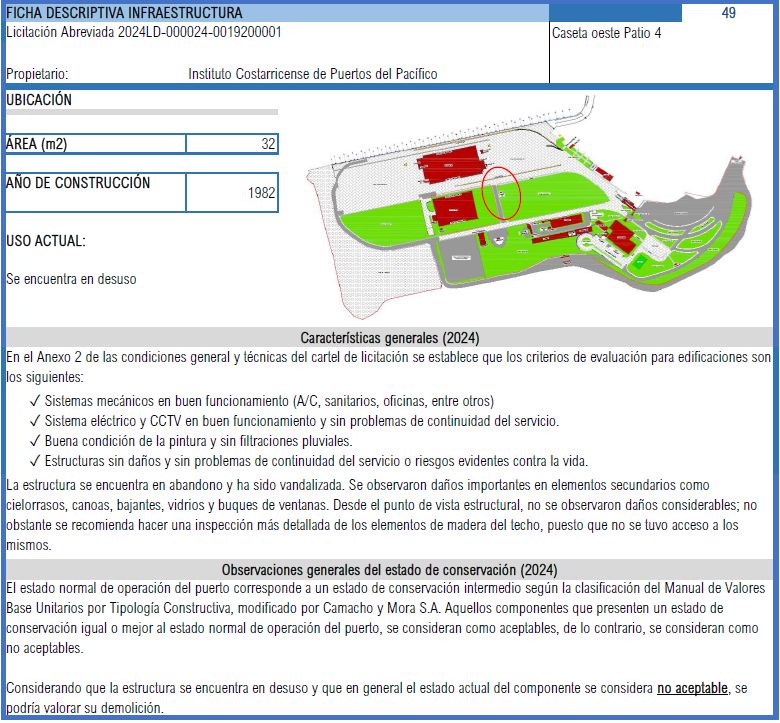 FICHA DESCRIPTIVA INFRAESTRUCTURA
49
Licitación Abreviada 2024LD-000024-0019200001
Caseta oeste Patio 4
Propietario: Instituto Costarricense de Puertos del Pacífico
UBICACIÓN
ÁREA (m2) 32
AÑO DE CONSTRUCCIÓN 1982
USO ACTUAL:
Se encuentra en desuso
Características generales (2024)
En el Anexo 2 de las condiciones general y técnicas del cartel de licitación se establece que los criterios de evaluación para edificaciones son
los siguientes:
✓ Sistemas mecánicos en buen funcionamiento (A/C, sanitarios, oficinas, entre otros)
✓ Sistema eléctrico y CCTV en buen funcionamiento y sin problemas de continuidad del servicio.
✓ Buena condición de la pintura y sin filtraciones pluviales.
✓ Estructuras sin daños y sin problemas de continuidad del servicio o riesgos evidentes contra la vida.
La estructura se encuentra en abandono y ha sido vandalizada. Se observaron daños importantes en elementos secundarios como
cielorrasos, canoas, bajantes, vidrios y buques de ventanas. Desde el punto de vista estructural, no se observaron daños considerables; no
obstante se recomienda hacer una inspección más detallada de los elementos de madera del techo, puesto que no se tuvo acceso a los
mismos.
Observaciones generales del estado de conservación (2024)
El estado normal de operación del puerto corresponde a un estado de conservación intermedio según la clasificación del Manual de Valores
Base Unitarios por Tipología Constructiva, modificado por Camacho y Mora S.A. Aquellos componentes que presenten un estado de
conservación igual o mejor al estado normal de operación del puerto, se consideran como aceptables, de lo contrario, se consideran como
no aceptables.
Considerando que la estructura se encuentra en desuso y que en general el estado actual del componente se considera no aceptable, se
podría valorar su demolición.